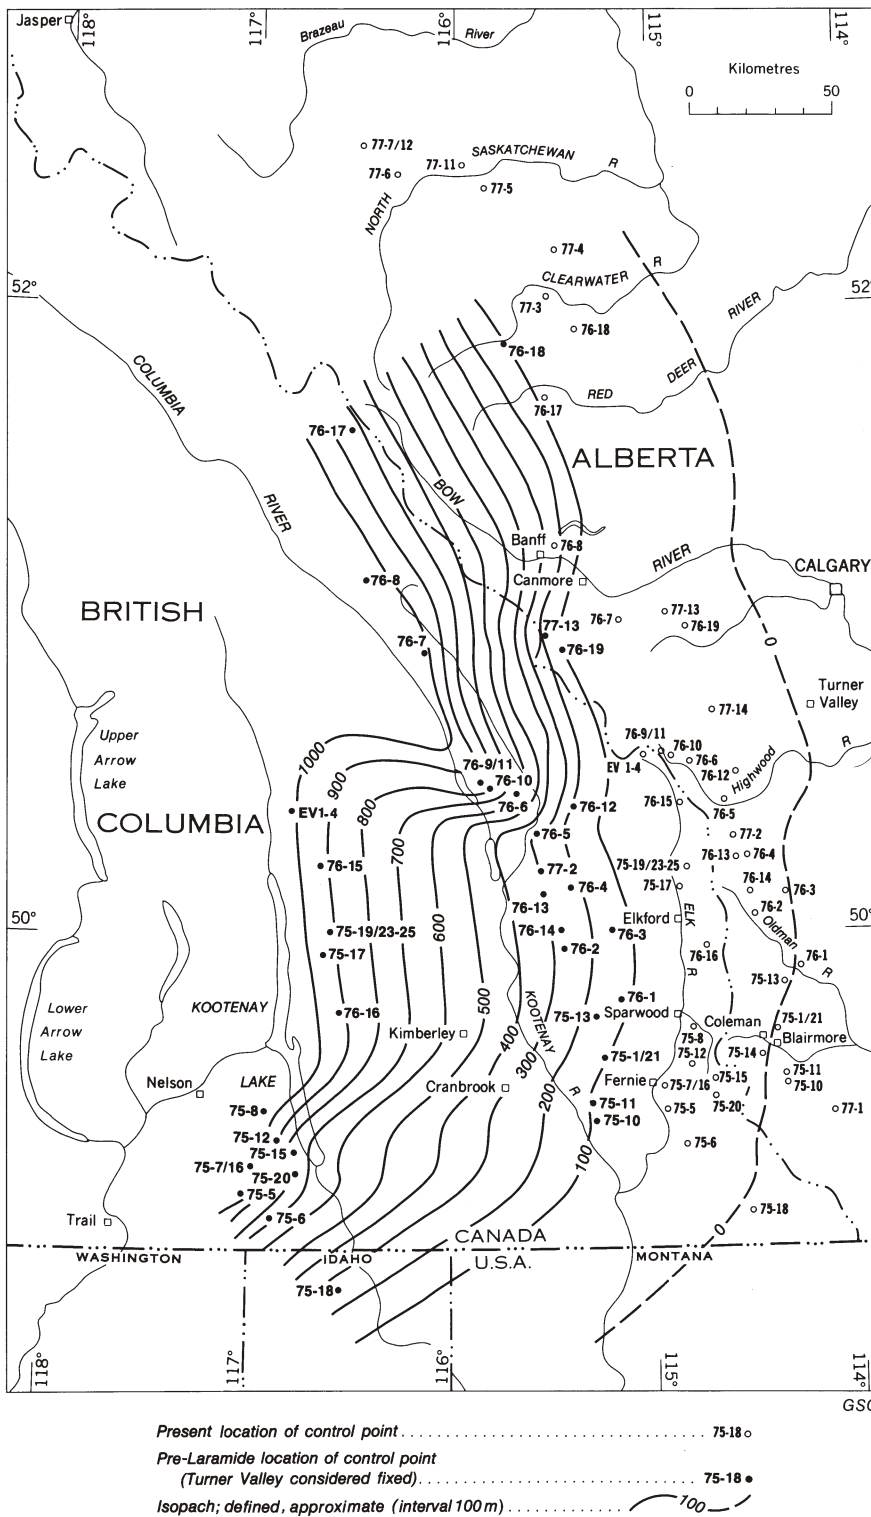 Jasper
118°
117°
116°
115°
114°
Brazeau River
Kilometres
0 50
77-7/12
77-6
77-11
SASKATCHEWAN R
77-5
NORTH
77-4
CLEARWATER R
52°
52°
77-3
RIVER
76-18
76-18
DEER
RED
COLUMBIA
76-17
76-17
ALBERTA
BOW
RIVER
Banff
76-8
RIVER
CALGARY
Canmore
76-8
BRITISH
77-13
76-7
77-13
76-19
76-7
0
76-19
Turner
Valley
77-14
Upper
Arrow
Lake
1000
76-9/11
76-10
R
76-9/11
76-6
EV 1-4
76-12
Highwood
900
76-10
76-6
800
EV1-4
76-12
76-15
76-5
COLUMBIA
700
76-5
77-2
76-15
77-2
75-19/23-25
76-13
76-4
76-4
75-17
76-14
76-3
76-13
76-2
ELK
Elkford
Oldman
50°
50°
75-19/23-25
600
76-14
76-3
75-17
76-2
76-16
76-1
R
75-13
R
Lower
Arrow
Lake
KOOTENAY
500
76-1
76-16
KOOTENAY
75-13
Sparwood
Kimberley
400
Coleman
75-1/21
75-8
Blairmore
300
75-1/21
75-12
75-14
Nelson
LAKE
Cranbrook
R
Fernie
75-15
75-11
75-7/16
75-10
200
75-8
75-11
75-5
75-20
77-1
75-10
75-12
75-6
75-15
100
75-7/16
75-20
75-5
75-6
75-18
Trail
0
CANADA
WASHINGTON
IDAHO
U.S.A.
MONTANA
75-18
118°
117°
116°
115°
114°
GSC
Present location of control point 75-18
Pre-Laramide location of control point
(Turner Valley considered fixed) 75-18
Isopach; defined, approximate (interval 100 m) 100